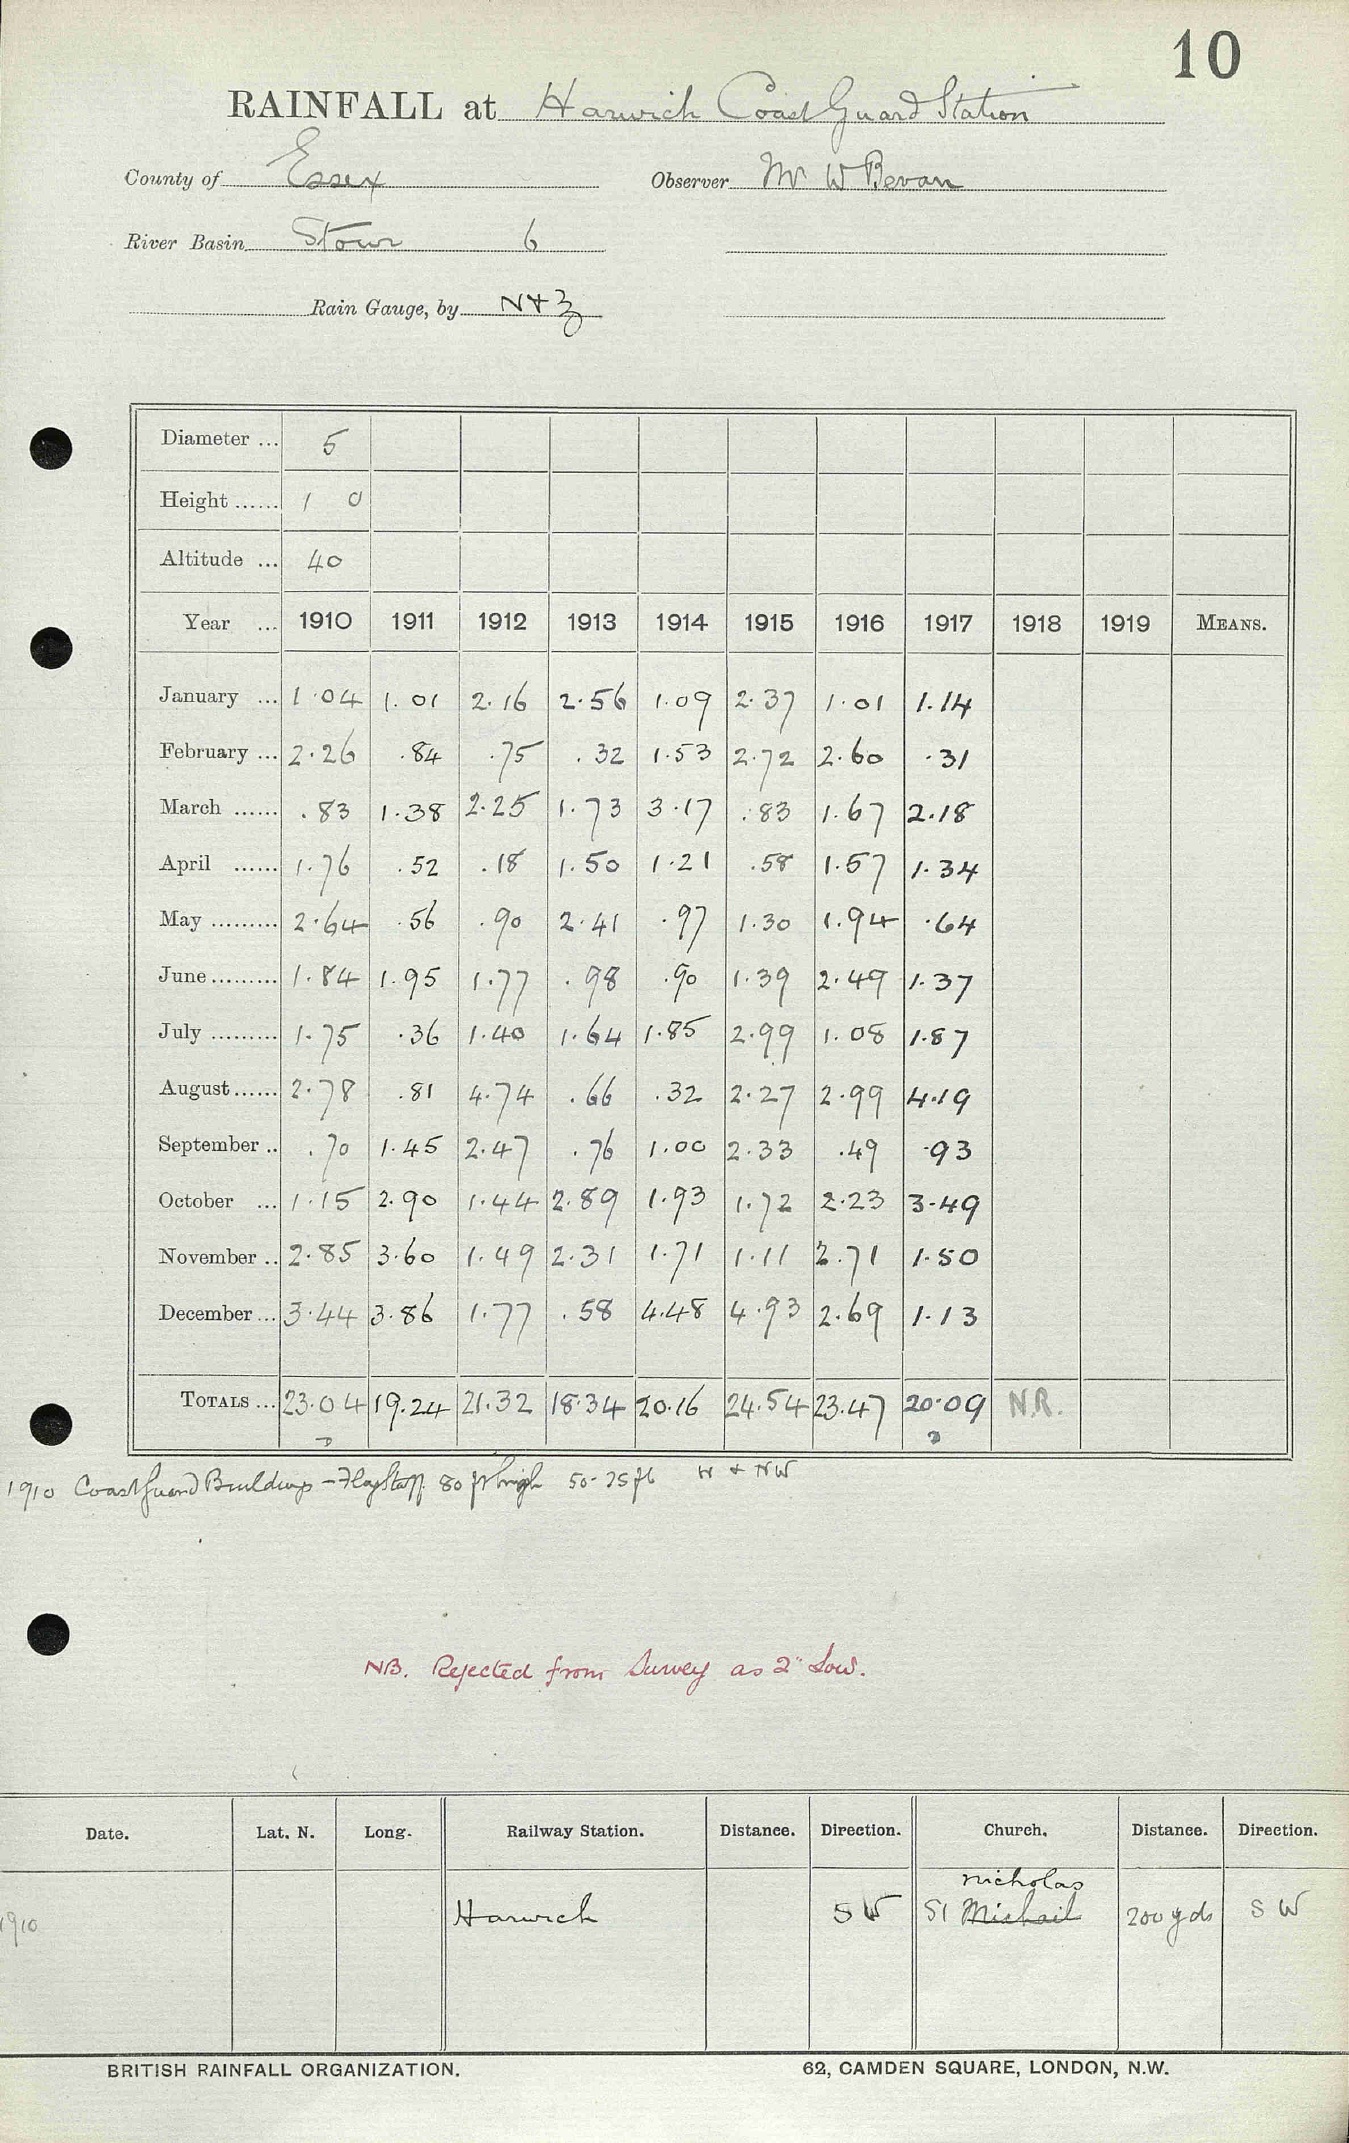 10
RAINFALL at Harwich Coast Guard Station
County of Essex Observer Mr W Bevan
River Basin Stour 6
Rain Gauge, by N & Z
Diameter ... 5
Height ...... 1 0
Altitude ... 40
Year ... 1910 1911 1912 1913 1914 1915 1916 1917 1918 1919 MEANS.
January ... 1.04 1.01 2.16 2.56 1.09 2.37 1.01 1.14
February ... 2.26 .84 .75 .32 1.53 2.72 2.60 .31
March ...... .83 1.38 2.25 1.73 3.17 .83 1.67 2.18
April ...... 1.76 .52 .18 1.50 1.21 .58 1.57 1.34
May ......... 2.64 .56 .90 2.41 .97 1.30 1.94 .64
June ......... 1.84 1.95 1.77 .98 .90 1.39 2.49 1.37
July ......... 1.75 .36 1.40 1.64 1.85 2.99 1.08 1.87
August ...... 2.78 .81 4.74 .66 .32 2.27 2.99 4.19
September .. .70 1.45 2.47 .76 1.00 2.33 .49 .93
October ... 1.15 2.90 1.44 2.89 1.93 1.72 2.23 3.49
November .. 2.85 3.60 1.49 2.31 1.71 1.11 2.71 1.50
December ... 3.44 3.86 1.77 .58 4.48 4.93 2.69 1.13
TOTALS ... 23.04 19.24 21.32 18.34 20.16 24.54 23.47 20.09 N.R.
1910 Coast Guard Buildings - Flagstaff 80 ft high 50-75 ft W & NW
NB. Rejected from Survey as 2" Low.
Date. Lat. N. Long. Railway Station. Distance. Direction. Church. Distance. Direction.
nicholas
1910 Harwich SW St Michail 200 yds SW
BRITISH RAINFALL ORGANIZATION. 62, CAMDEN SQUARE, LONDON, N.W.